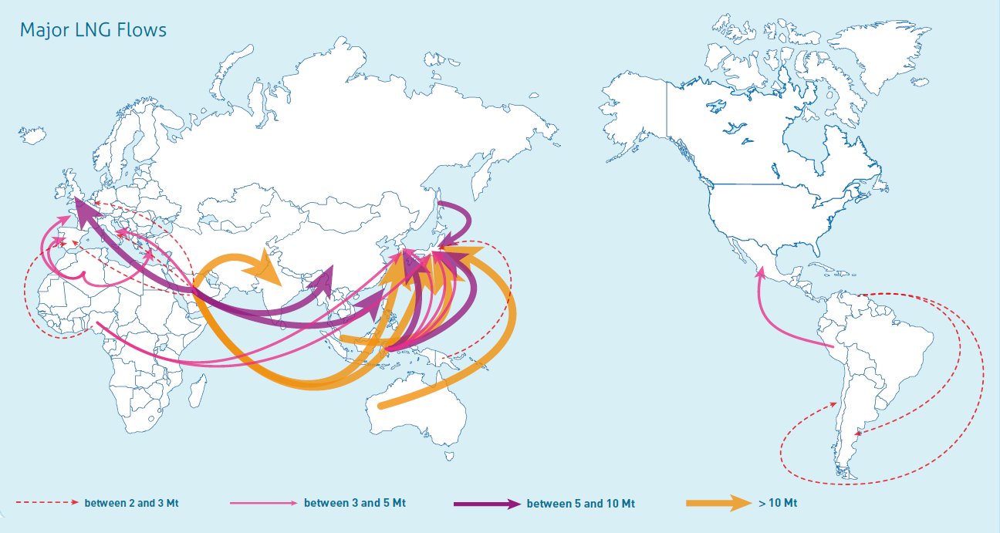 Major LNG Flows
between 2 and 3 Mt
between 3 and 5 Mt
between 5 and 10 Mt
> 10 Mt